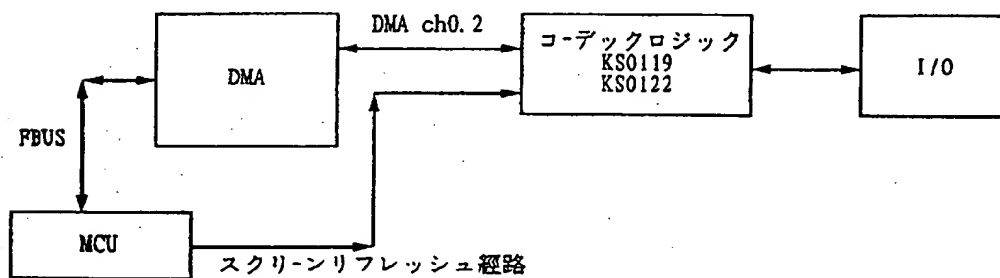 DMA ch0.2
コーデックロジック
KS0119
KS0122
I/O
DMA
FBUS
MCU
スクリーンリフレッシュ経路